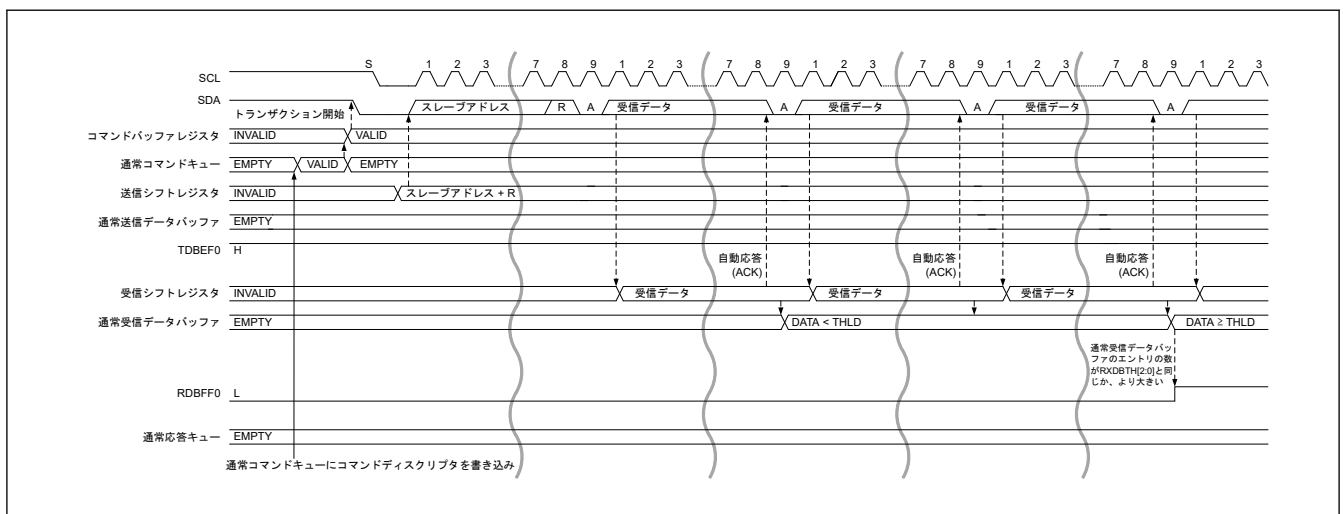 S 1 2 3 7 8 9 1 2 3 7 8 9 1 2 3 7 8 9 1 2 3 7 8 9 1 2 3
SCL
SDA スレーブアドレス R A 受信データ A 受信データ A 受信データ A
トランザクション開始
コマンドバッファレジスタ INVALID VALID
通常コマンドキュー EMPTY VALID EMPTY
送信シフトレジスタ INVALID スレーブアドレス + R
通常送信データバッファ EMPTY
TDBEF0 H
自動応答 自動応答 自動応答
(ACK) (ACK) (ACK)
受信シフトレジスタ INVALID 受信データ 受信データ 受信データ
通常受信データバッファ EMPTY DATA < THLD DATA ≥ THLD
通常受信データバッ
ファのエントリの数
がRXDBTH[2:0]と同
じか、より大きい
RDBFF0 L
通常応答キュー EMPTY
通常コマンドキューにコマンドディスクリプタを書き込み